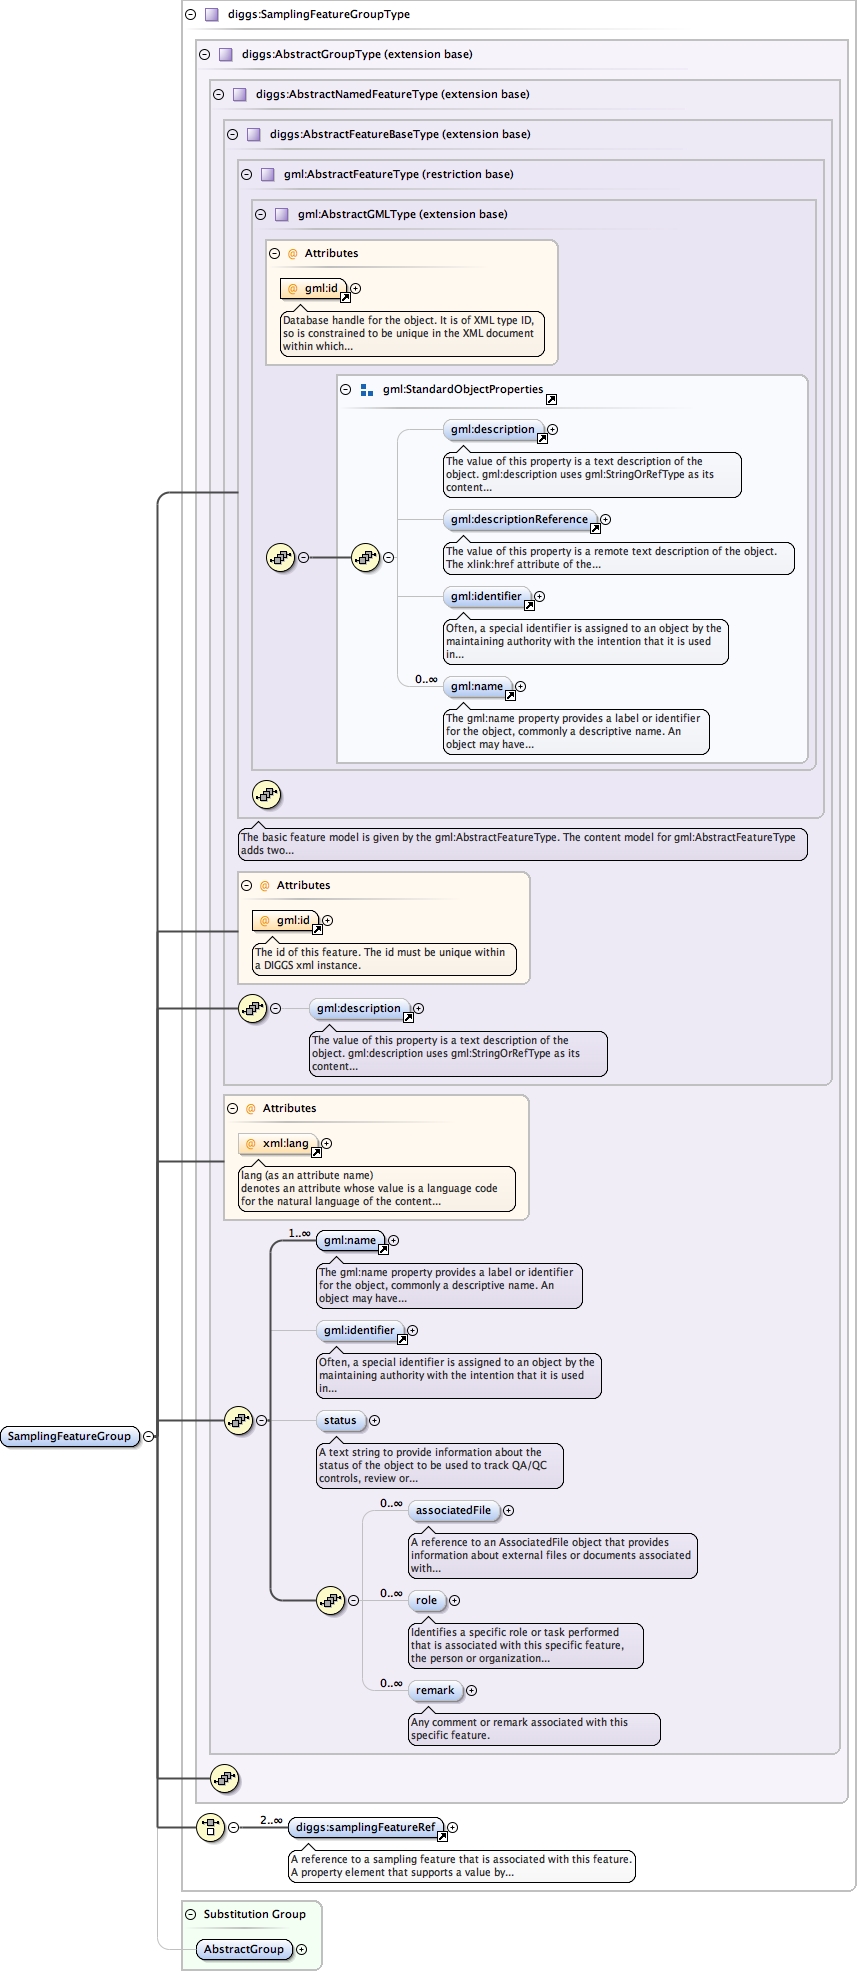 diggs:SamplingFeatureGroupType
diggs:AbstractGroupType (extension base)
diggs:AbstractNamedFeatureType (extension base)
diggs:AbstractFeatureBaseType (extension base)
gml:AbstractFeatureType (restriction base)
gml:AbstractGMLType (extension base)
@ Attributes
@ gml:id
Database handle for the object. It is of XML type ID,
so is constrained to be unique in the XML document
within which...
gml:StandardObjectProperties
gml:description
The value of this property is a text description of the
object. gml:description uses gml:StringOrRefType as its
content...
gml:descriptionReference
The value of this property is a remote text description of the object.
The xlink:href attribute of the...
gml:identifier
Often, a special identifier is assigned to an object by the
maintaining authority with the intention that it is used
in...
0..∞ gml:name
The gml:name property provides a label or identifier
for the object, commonly a descriptive name. An
object may have...
The basic feature model is given by the gml:AbstractFeatureType. The content model for gml:AbstractFeatureType
adds two...
@ Attributes
@ gml:id
The id of this feature. The id must be unique within
a DIGGS xml instance.
gml:description
The value of this property is a text description of the
object. gml:description uses gml:StringOrRefType as its
content...
@ Attributes
@ xml:lang
lang (as an attribute name)
denotes an attribute whose value is a language code
for the natural language of the content...
1..∞ gml:name
The gml:name property provides a label or identifier
for the object, commonly a descriptive name. An
object may have...
gml:identifier
Often, a special identifier is assigned to an object by the
maintaining authority with the intention that it is used
in...
status
A text string to provide information about the
status of the object to be used to track QA/QC
controls, review or...
SamplingFeatureGroup
0..∞ associatedFile
A reference to an AssociatedFile object that provides
information about external files or documents associated
with...
0..∞ role
Identifies a specific role or task performed
that is associated with this specific feature,
the person or organization...
0..∞ remark
Any comment or remark associated with this
specific feature.
2..∞ diggs:samplingFeatureRef
A reference to a sampling feature that is associated with this feature.
A property element that supports a value by...
Substitution Group
AbstractGroup